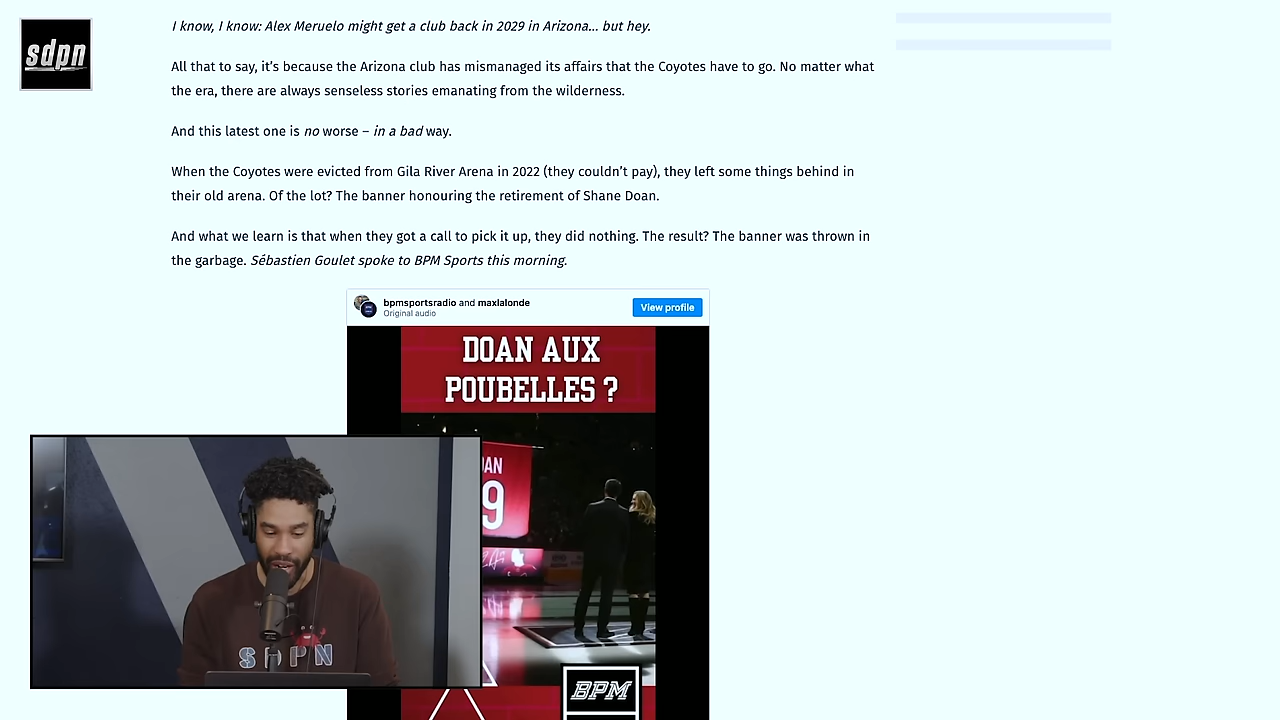 sdpn
I know, I know: Alex Meruelo might get a club back in 2029 in Arizona... but hey.
All that to say, it’s because the Arizona club has mismanaged its affairs that the Coyotes have to go. No matter what
the era, there are always senseless stories emanating from the wilderness.
And this latest one is no worse – in a bad way.
When the Coyotes were evicted from Gila River Arena in 2022 (they couldn’t pay), they left some things behind in
their old arena. Of the lot? The banner honouring the retirement of Shane Doan.
And what we learn is that when they got a call to pick it up, they did nothing. The result? The banner was thrown in
the garbage. Sébastien Goulet spoke to BPM Sports this morning.
bpmsportsradio and maxlalonde
Original audio
View profile
DOAN AUX
POUBELLES ?
AN
9
SDPN
BPM